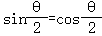 sin θ/2 = cos θ/2